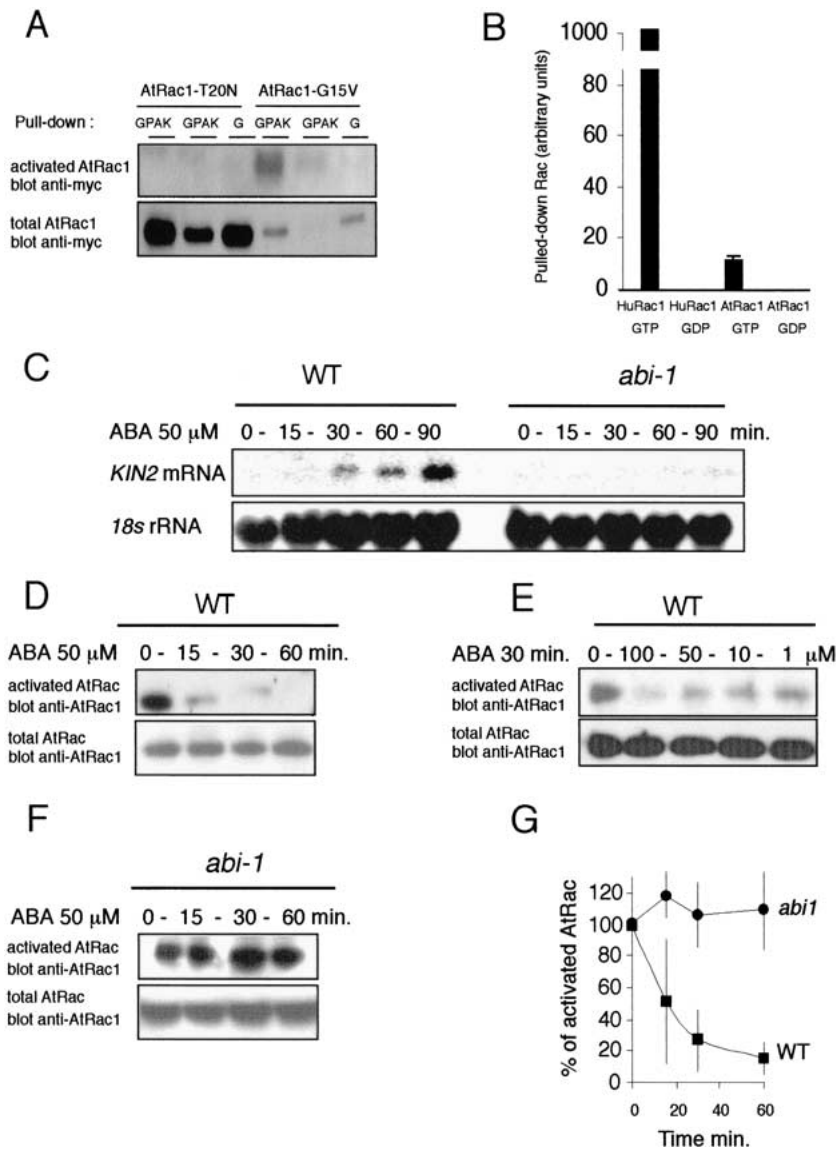 A
AtRac1-T20N AtRac1-G15V
Pull-down : GPAK GPAK G GPAK GPAK G
activated AtRac1
blot anti-myc
total AtRac1
blot anti-myc
B
Pulled-down Rac (arbitrary units)
1000
80
60
40
20
0
HuRac1 HuRac1 AtRac1 AtRac1
GTP GDP GTP GDP
C
WT abi-1
ABA 50 µM 0 - 15 - 30 - 60 - 90 0 - 15 - 30 - 60 - 90 min.
KIN2 mRNA
18s rRNA
D
WT
ABA 50 µM 0 - 15 - 30 - 60 min.
activated AtRac
blot anti-AtRac1
total AtRac
blot anti-AtRac1
E
WT
ABA 30 min. 0 - 100 - 50 - 10 - 1 µM
activated AtRac
blot anti-AtRac1
total AtRac
blot anti-AtRac1
F
abi-1
ABA 50 µM 0 - 15 - 30 - 60 min.
activated AtRac
blot anti-AtRac1
total AtRac
blot anti-AtRac1
G
% of activated AtRac
120
100
80
60
40
20
0
abi1
WT
0 20 40 60
Time min.